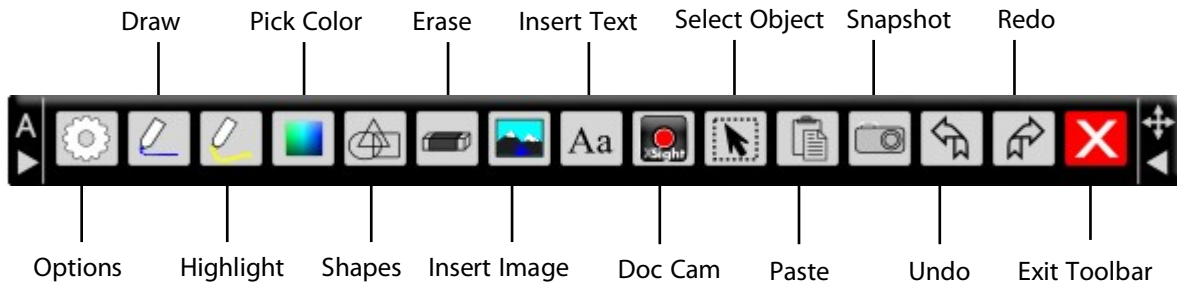 Draw Pick Color Erase Insert Text Select Object Snapshot Redo
A
Aa
XSight
Options Highlight Shapes Insert Image Doc Cam Paste Undo Exit Toolbar